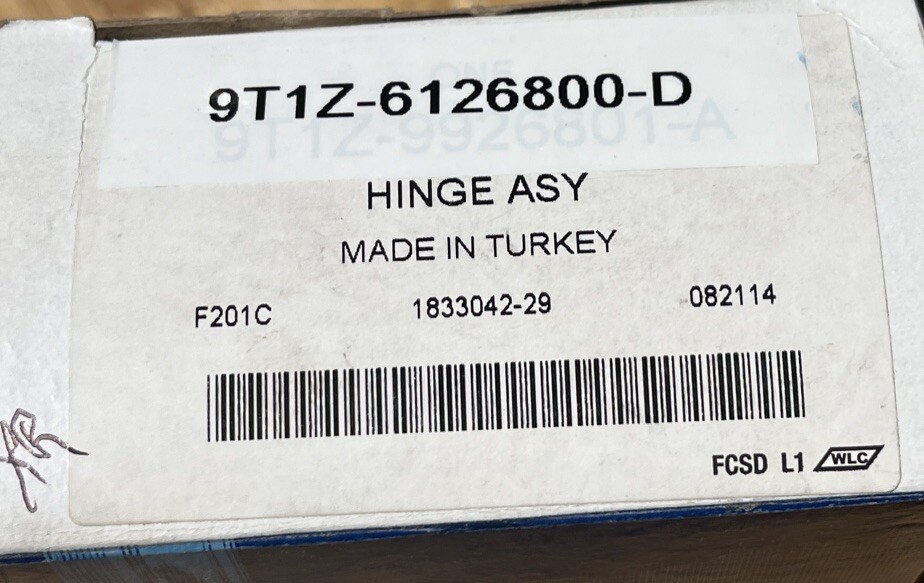 9T1Z-6126800-D
9T1Z-9926801-A
HINGE ASY
MADE IN TURKEY
F201C 1833042-29 082114
FCSD L1 WLC